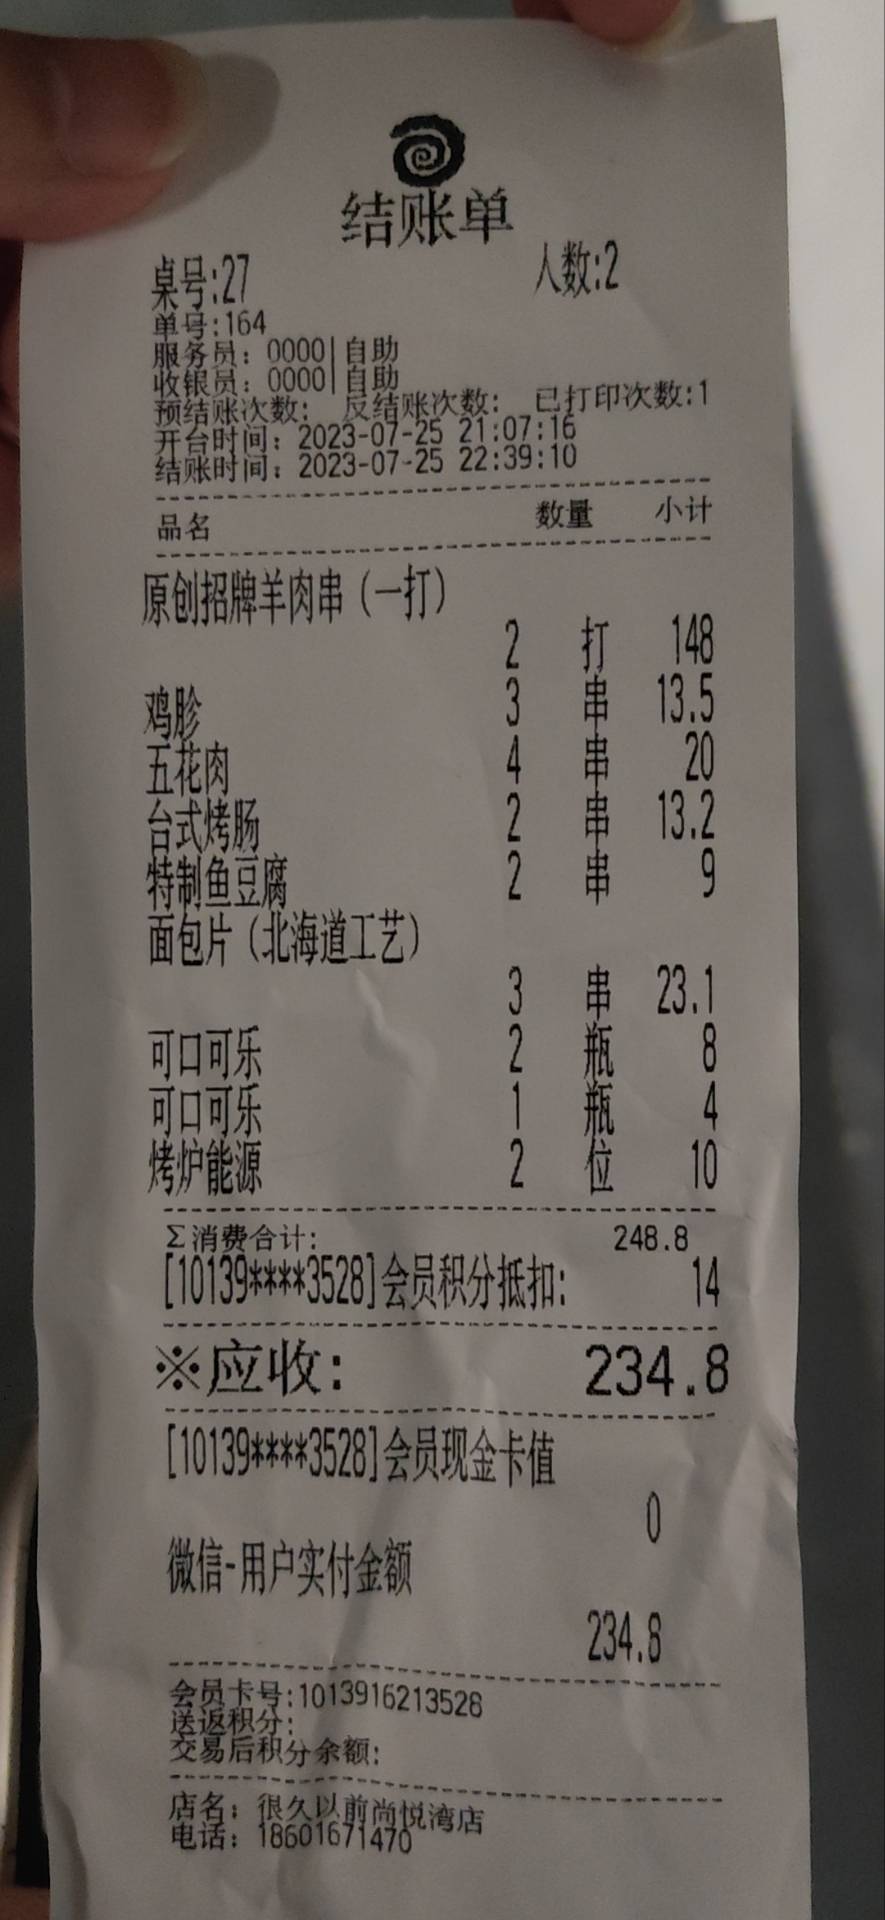 结账单
桌号:27 人数:2
单号:164
服务员: 0000|自助
收银员: 0000|自助
预结账次数: 反结账次数: 已打印次数:1
开台时间: 2023-07-25 21:07:16
结账时间: 2023-07-25 22:39:10
品名 数量 小计
原创招牌羊肉串(一打)
2 打 148
鸡胗 3 串 13.5
五花肉 4 串 20
台式烤肠 2 串 13.2
特制鱼豆腐 2 串 9
面包片(北海道工艺)
3 串 23.1
可口可乐 2 瓶 8
可口可乐 1 瓶 4
烤炉能源 2 位 10
Σ消费合计: 248.8
[10139****3528]会员积分抵扣: 14
※应收: 234.8
[10139****3528]会员现金卡值
0
微信-用户实付金额
234.8
会员卡号:1013916213528
送返积分:
交易后积分余额:
店名: 很久以前尚悦湾店
电话: 18601671470